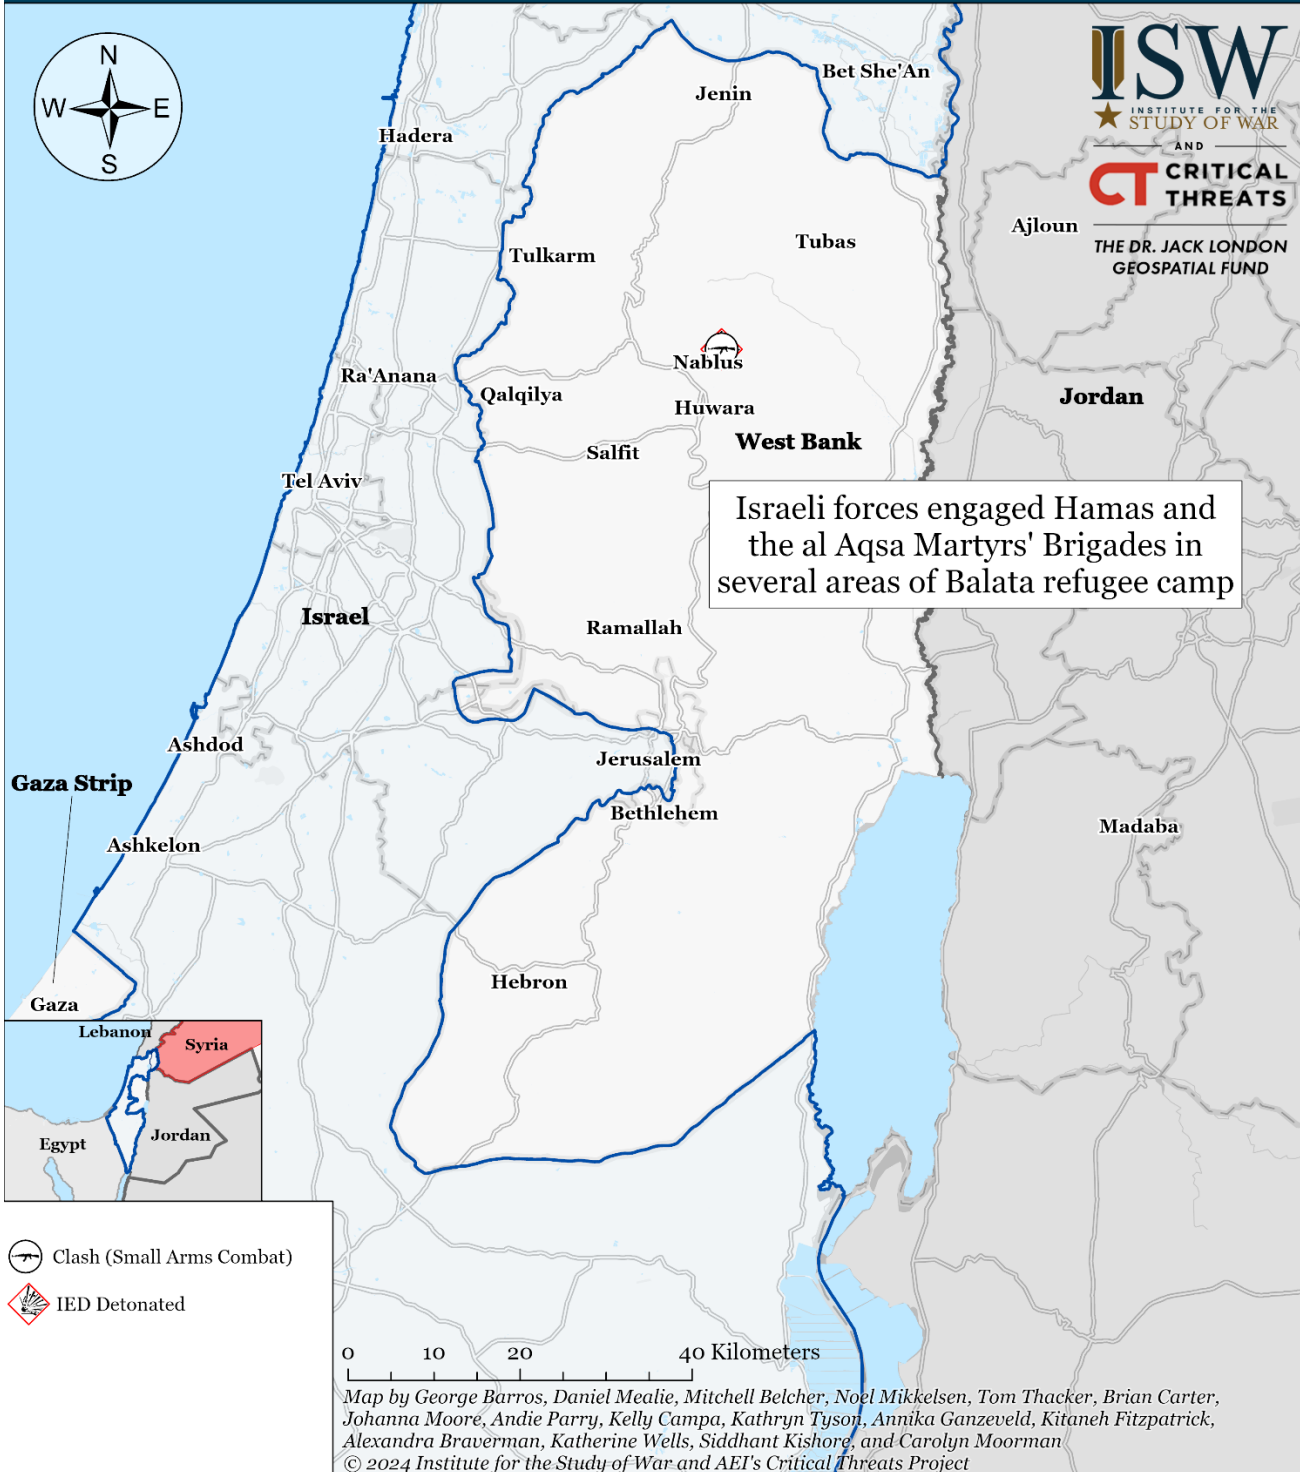 N
W
E
S
ISW
INSTITUTE FOR THE
STUDY OF WAR
AND
CT CRITICAL
THREATS
THE DR. JACK LONDON
GEOSPATIAL FUND
Bet She'An
Jenin
Hadera
Ajloun
Tubas
Tulkarm
Nablus
Ra'Anana
Qalqilya
Jordan
Huwara
West Bank
Salfit
Tel Aviv
Israeli forces engaged Hamas and
the al Aqsa Martyrs' Brigades in
several areas of Balata refugee camp
Israel
Ramallah
Ashdod
Jerusalem
Gaza Strip
Bethlehem
Madaba
Ashkelon
Hebron
Gaza
Lebanon
Syria
Jordan
Egypt
Clash (Small Arms Combat)
IED Detonated
0 10 20 40 Kilometers
Map by George Barros, Daniel Mealie, Mitchell Belcher, Noel Mikkelsen, Tom Thacker, Brian Carter,
Johanna Moore, Andie Parry, Kelly Campa, Kathryn Tyson, Annika Ganzeveld, Kitaneh Fitzpatrick,
Alexandra Braverman, Katherine Wells, Siddhant Kishore, and Carolyn Moorman
© 2024 Institute for the Study of War and AEI's Critical Threats Project